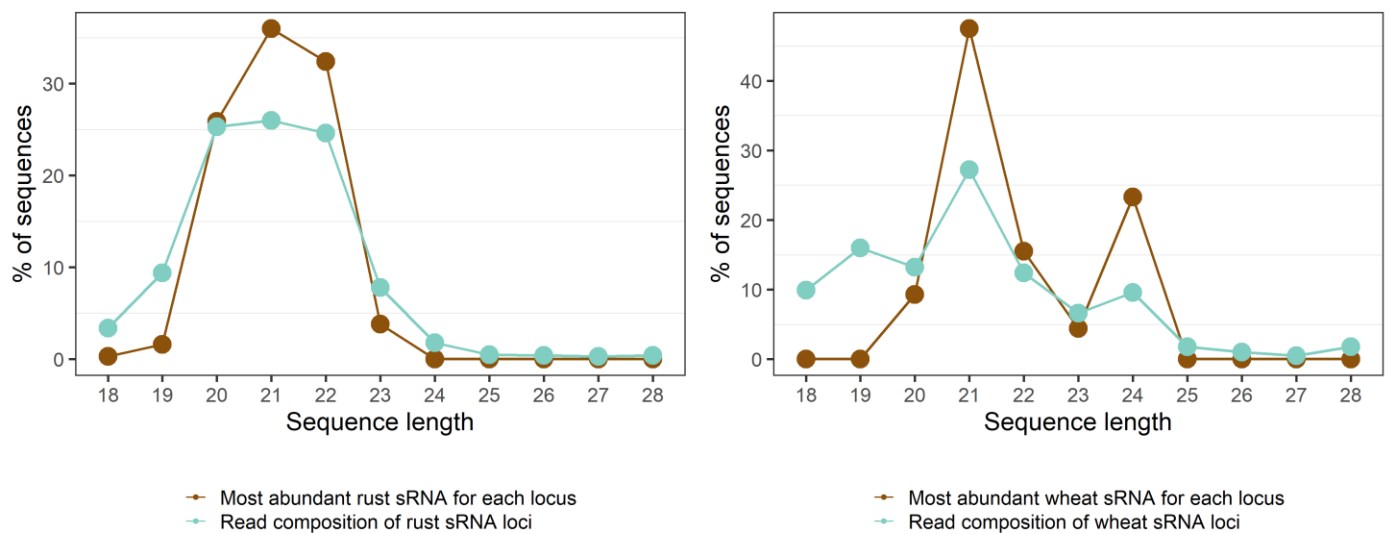 % of sequences
30
20
10
0
18 19 20 21 22 23 24 25 26 27 28
Sequence length
Most abundant rust sRNA for each locus
Read composition of rust sRNA loci
% of sequences
40
30
20
10
0
18 19 20 21 22 23 24 25 26 27 28
Sequence length
Most abundant wheat sRNA for each locus
Read composition of wheat sRNA loci